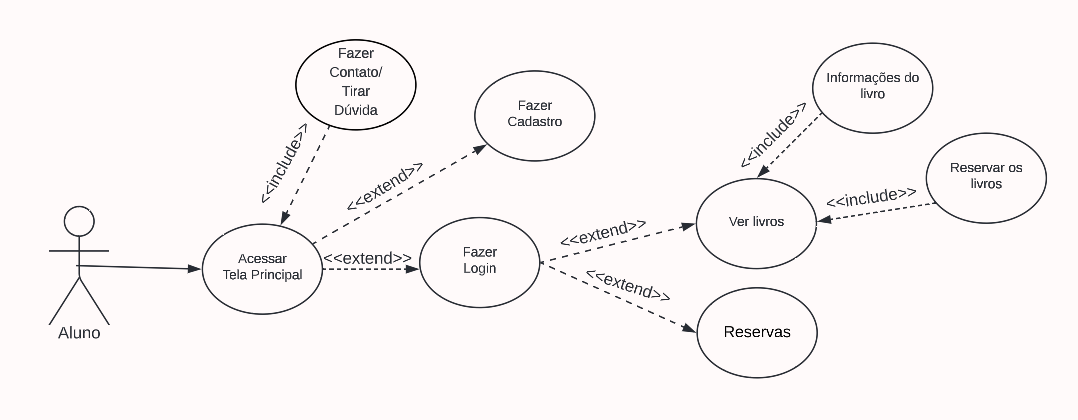 Fazer
Contato/
Tirar
Dúvida
<<include>>
Fazer
Cadastro
<<extend>>
Informações do
livro
<<include>>
Reservar os
livros
<<include>>
Ver livros
<<extend>>
Acessar
Tela Principal
<<extend>>
Fazer
Login
<<extend>>
Reservas
Aluno